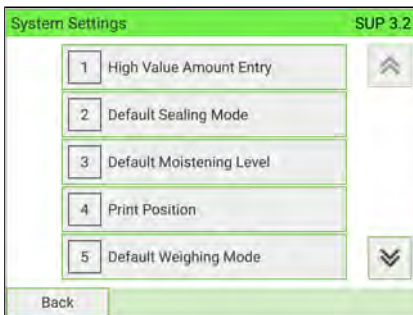 System Settings SUP 3.2
1 High Value Amount Entry
2 Default Sealing Mode
3 Default Moistening Level
4 Print Position
5 Default Weighing Mode
Back